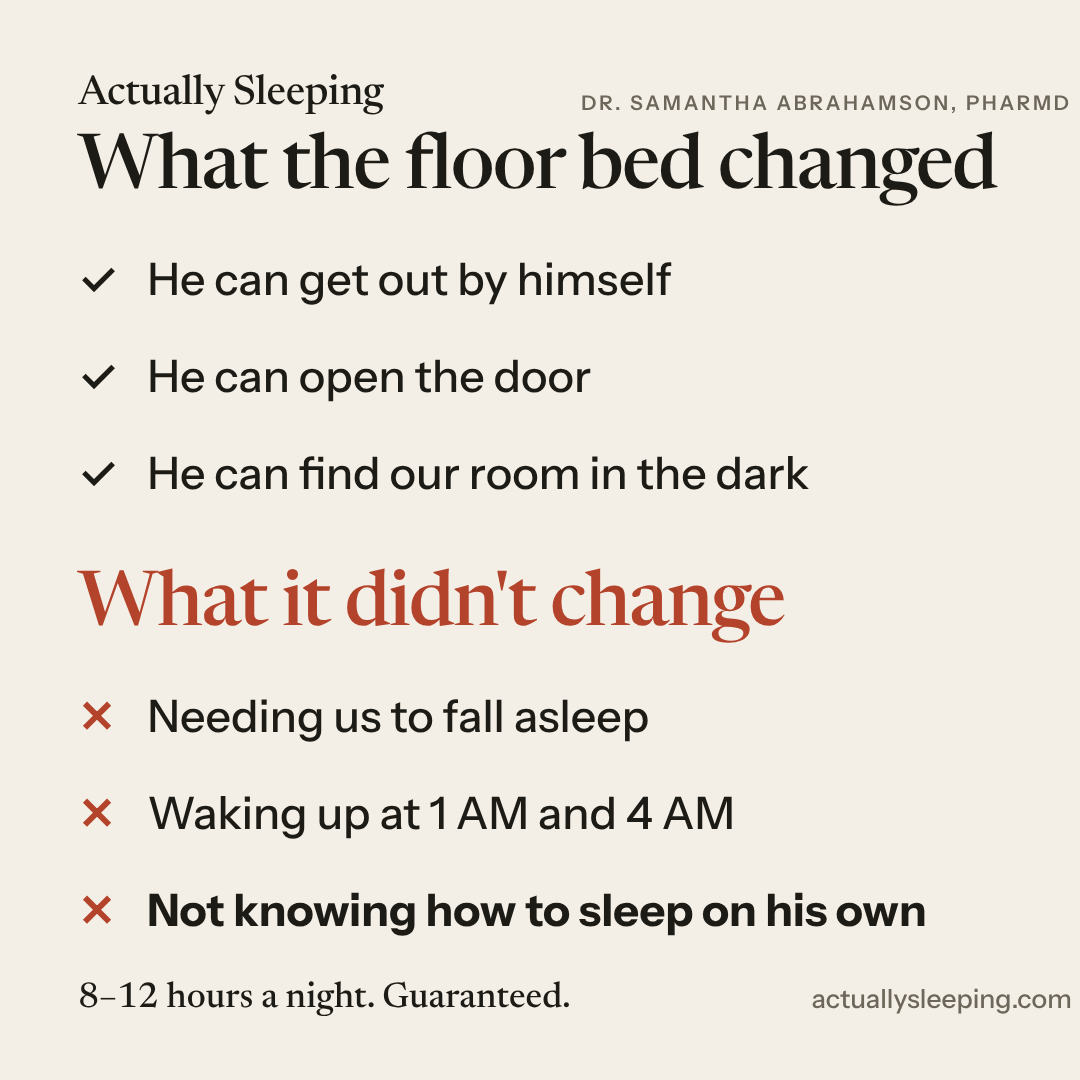 Actually Sleeping
DR. SAMANTHA ABRAHAMSON, PHARMD
What the floor bed changed
He can get out by himself
He can open the door
He can find our room in the dark
What it didn't change
Needing us to fall asleep
Waking up at 1 AM and 4 AM
Not knowing how to sleep on his own
8–12 hours a night. Guaranteed.
actuallysleeping.com